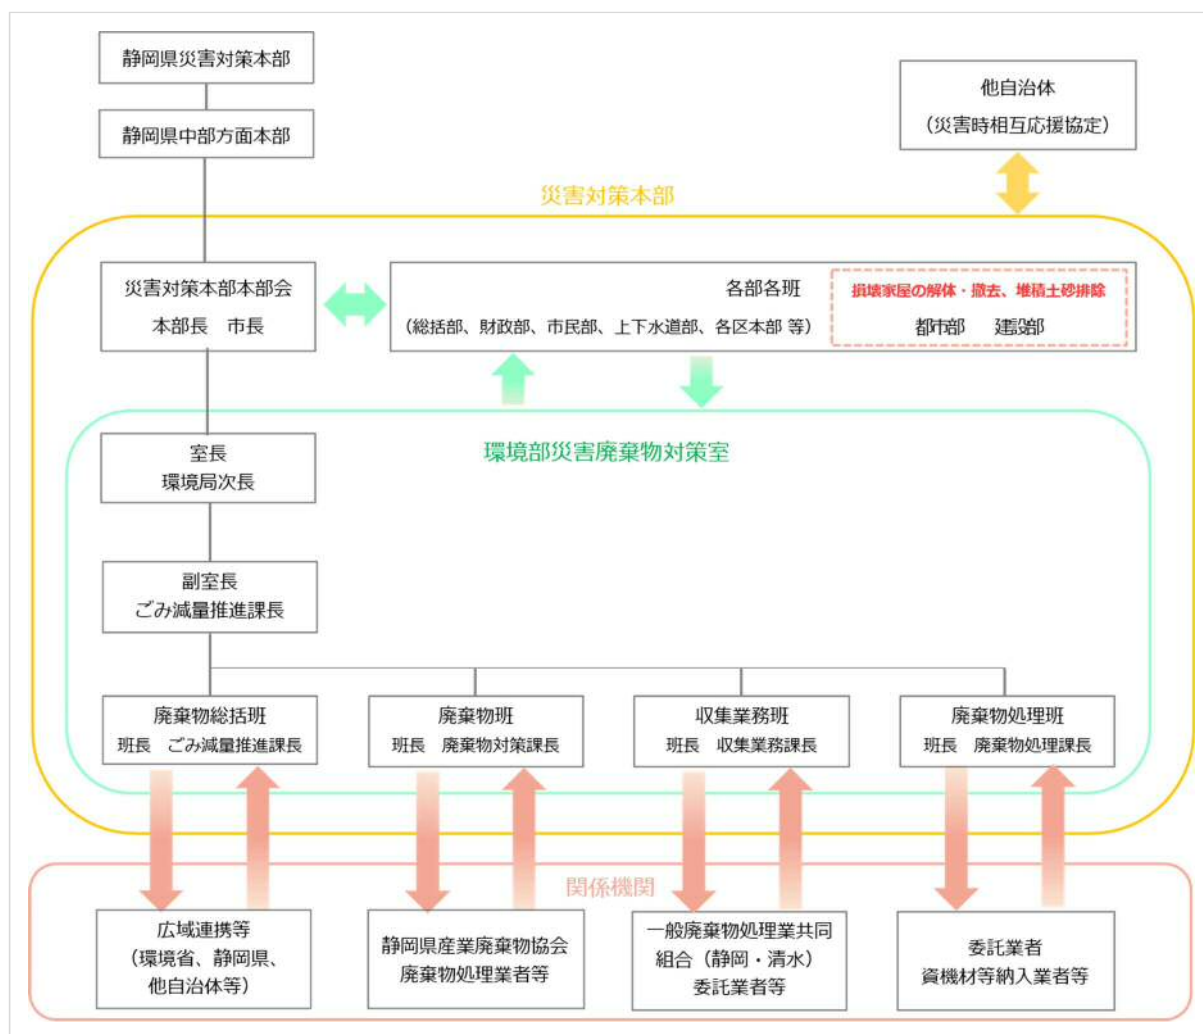 静岡県災害対策本部
静岡県中部方面本部
他自治体
（災害時相互応援協定）
災害対策本部
災害対策本部本部会
本部長　市長
各部各班
（総括部、財政部、市民部、上下水道部、各区本部 等）
損壊家屋の解体・撤去、堆積土砂排除
都市部　建設部
環境部災害廃棄物対策室
室長
環境局次長
副室長
ごみ減量推進課長
廃棄物総括班
班長　ごみ減量推進課長
廃棄物班
班長　廃棄物対策課長
収集業務班
班長　収集業務課長
廃棄物処理班
班長　廃棄物処理課長
関係機関
広域連携等
（環境省、静岡県、
他自治体等）
静岡県産業廃棄物協会
廃棄物処理業者等
一般廃棄物処理業共同
組合（静岡・清水）
委託業者等
委託業者
資機材等納入業者等